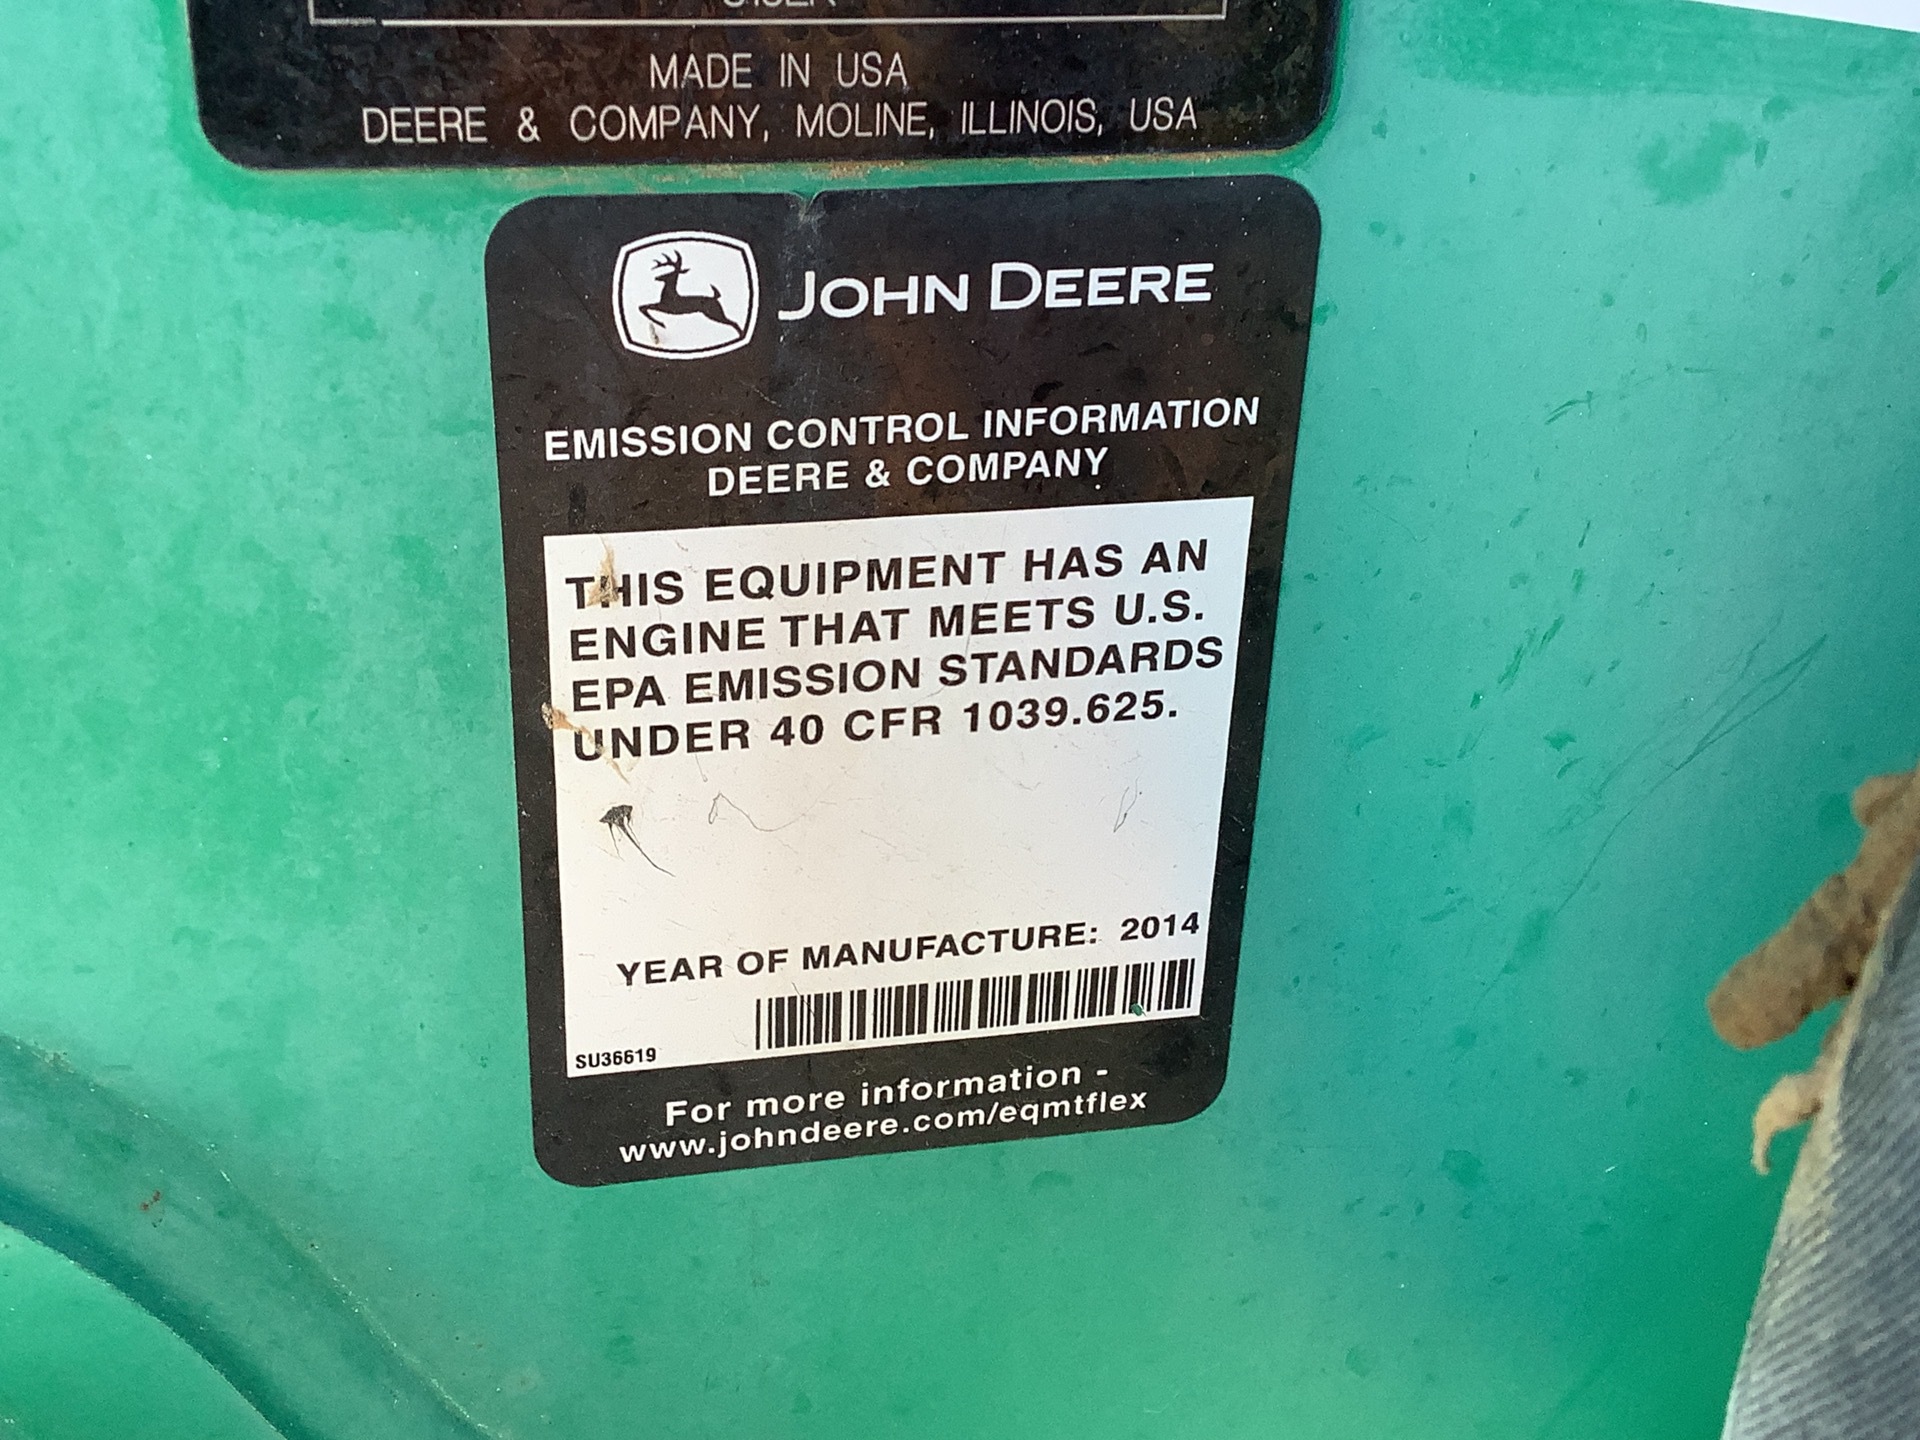 MADE IN USA
DEERE & COMPANY, MOLINE, ILLINOIS, USA
JOHN DEERE
EMISSION CONTROL INFORMATION
DEERE & COMPANY
THIS EQUIPMENT HAS AN
ENGINE THAT MEETS U.S.
EPA EMISSION STANDARDS
UNDER 40 CFR 1039.625.
YEAR OF MANUFACTURE: 2014
SU36619
For more information -
www.johndeere.com/eqmtflex